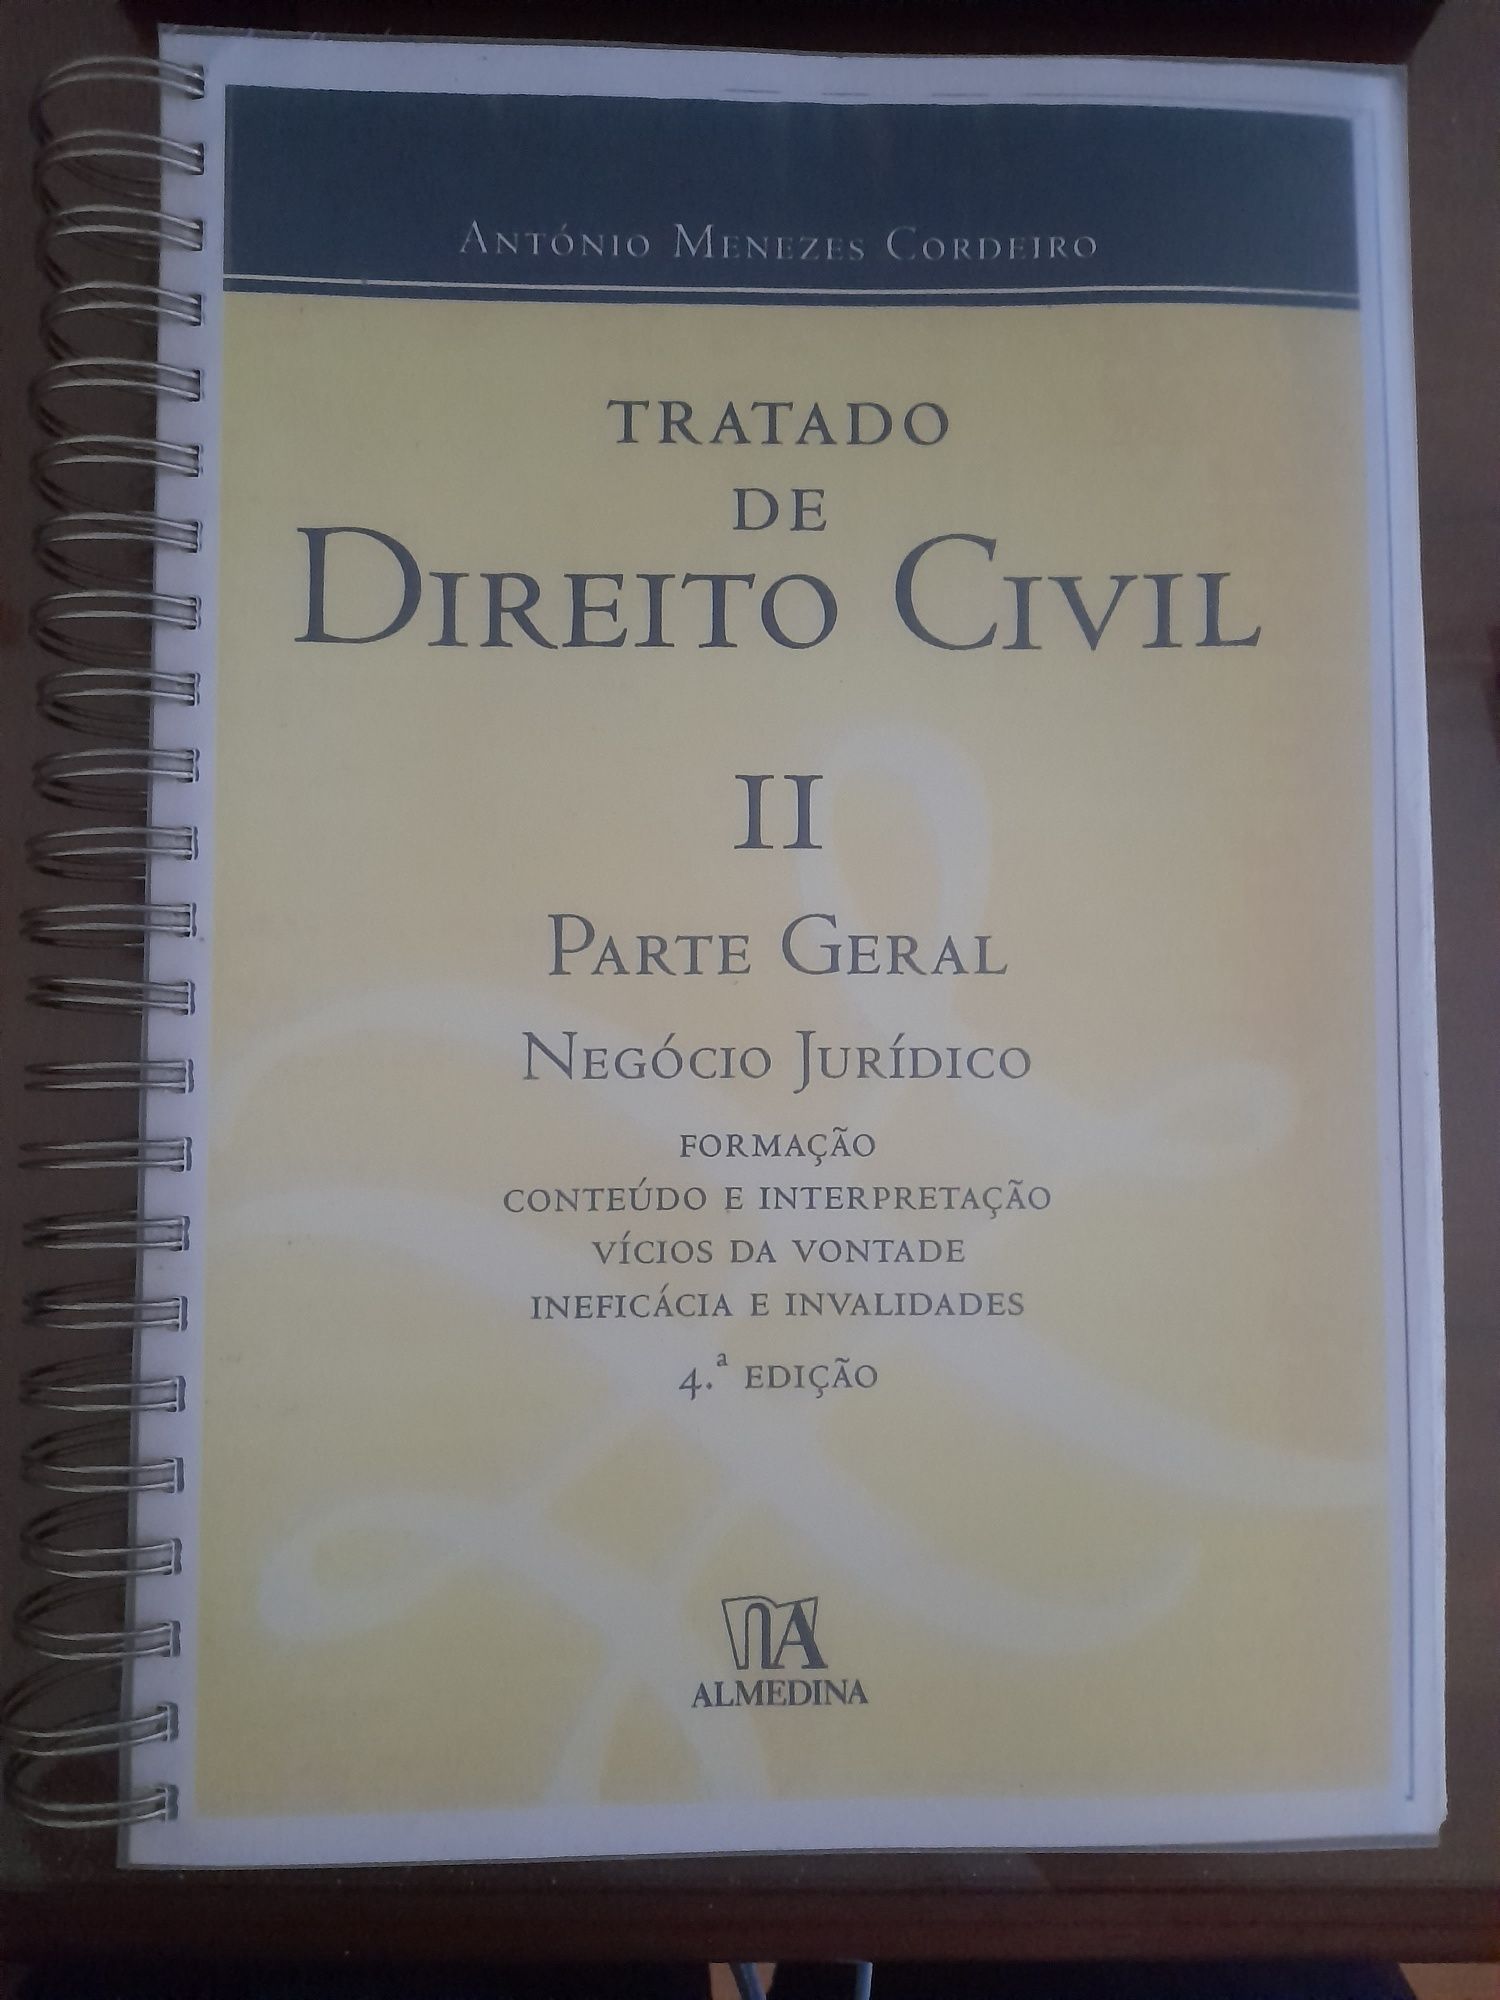 António Menezes Cordeiro
TRATADO
DE
DIREITO CIVIL
II
PARTE GERAL
NEGÓCIO JURÍDICO
FORMAÇÃO
CONTEÚDO E INTERPRETAÇÃO
VÍCIOS DA VONTADE
INEFICÁCIA E INVALIDADES
4.ª EDIÇÃO
ALMEDINA